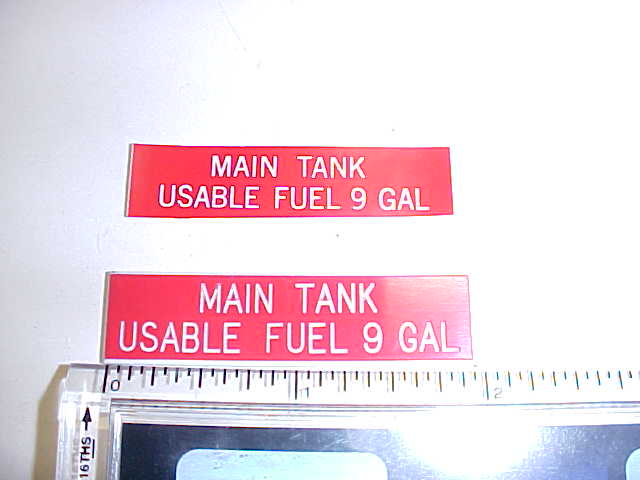 MAIN TANK
USABLE FUEL 9 GAL
MAIN TANK
USABLE FUEL 9 GAL
0 1 2
16THS